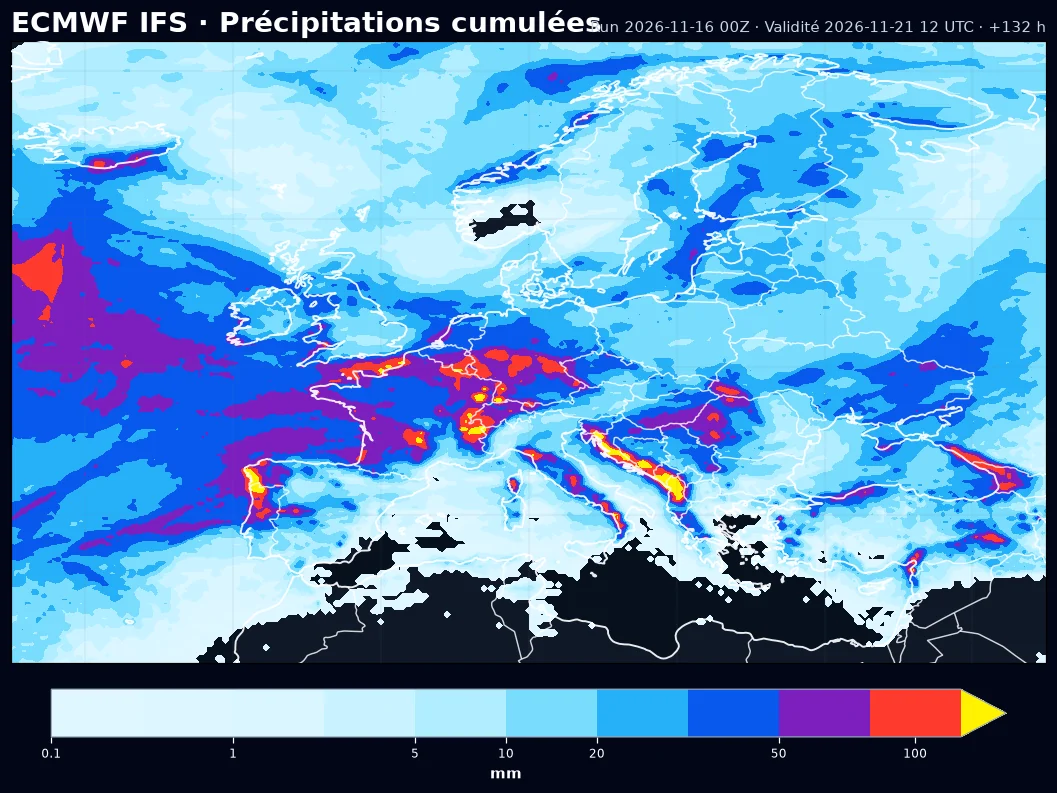 ECMWF IFS · Précipitations cumulées
Run 2026-11-16 00Z · Validité 2026-11-21 12 UTC · +132 h
0.1 1 5 10 20 50 100
mm